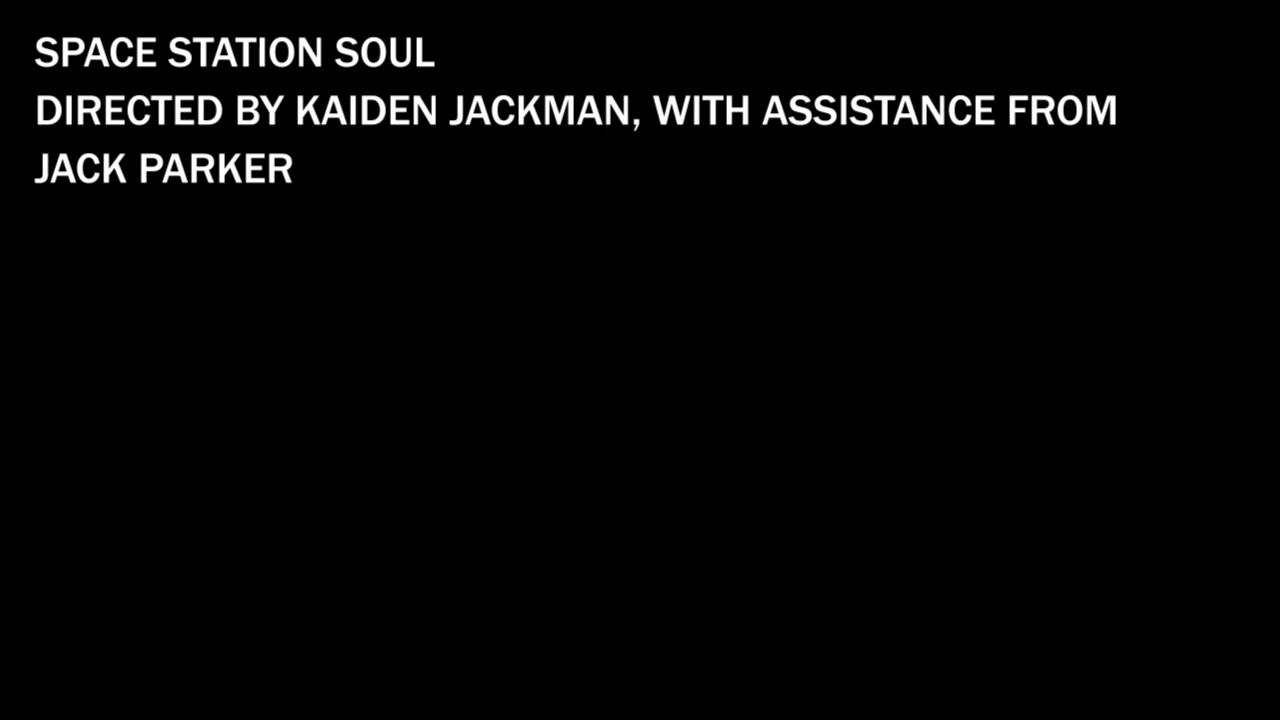 SPACE STATION SOUL
DIRECTED BY KAIDEN JACKMAN, WITH ASSISTANCE FROM
JACK PARKER